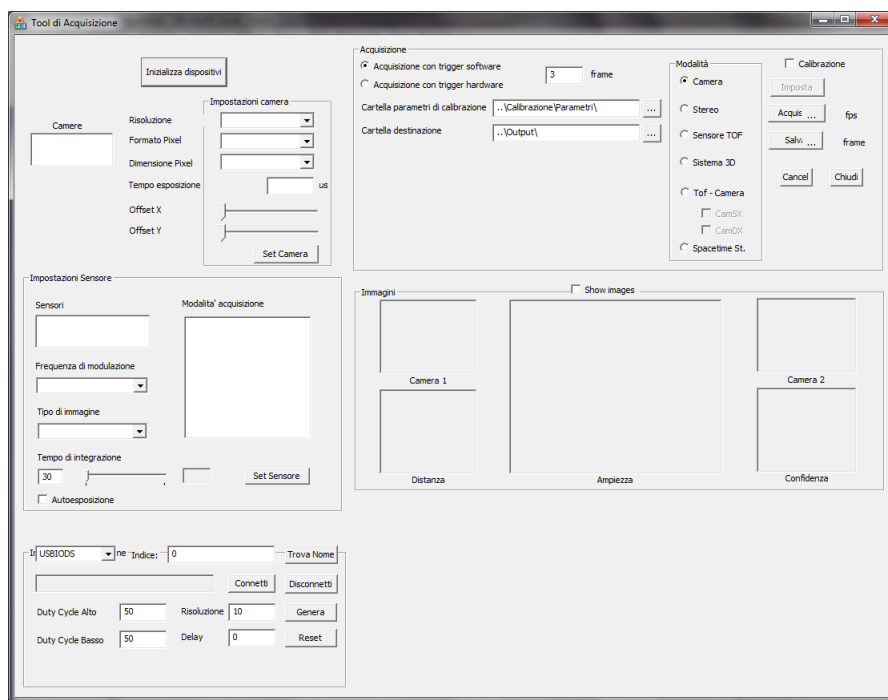 Tool di Acquisizione
Inizializza dispositivi
Camere
Impostazioni camera
Risoluzione
Formato Pixel
Dimensione Pixel
Tempo esposizione us
Offset X
Offset Y
Set Camera
Acquisizione
Acquisizione con trigger software
Acquisizione con trigger hardware
3 frame
Cartella parametri di calibrazione ..\Calibrazione\Parametri\ ...
Cartella destinazione ..\Output\ ...
Modalità
Camera
Stereo
Sensore TOF
Sistema 3D
Tof - Camera
CamSX
CamDX
Spacetime St.
Calibrazione
Imposta
Acquis ... fps
Salva ... frame
Cancel Chiudi
Impostazioni Sensore
Sensori
Modalita' acquisizione
Frequenza di modulazione
Tipo di immagine
Tempo di integrazione
30
Set Sensore
Autoesposizione
Immagini
Show images
Camera 1
Camera 2
Distanza
Ampiezza
Confidenza
USBIODS ne Indice: 0 Trova Nome
Connetti Disconnetti
Duty Cycle Alto 50 Risoluzione 10 Genera
Duty Cycle Basso 50 Delay 0 Reset